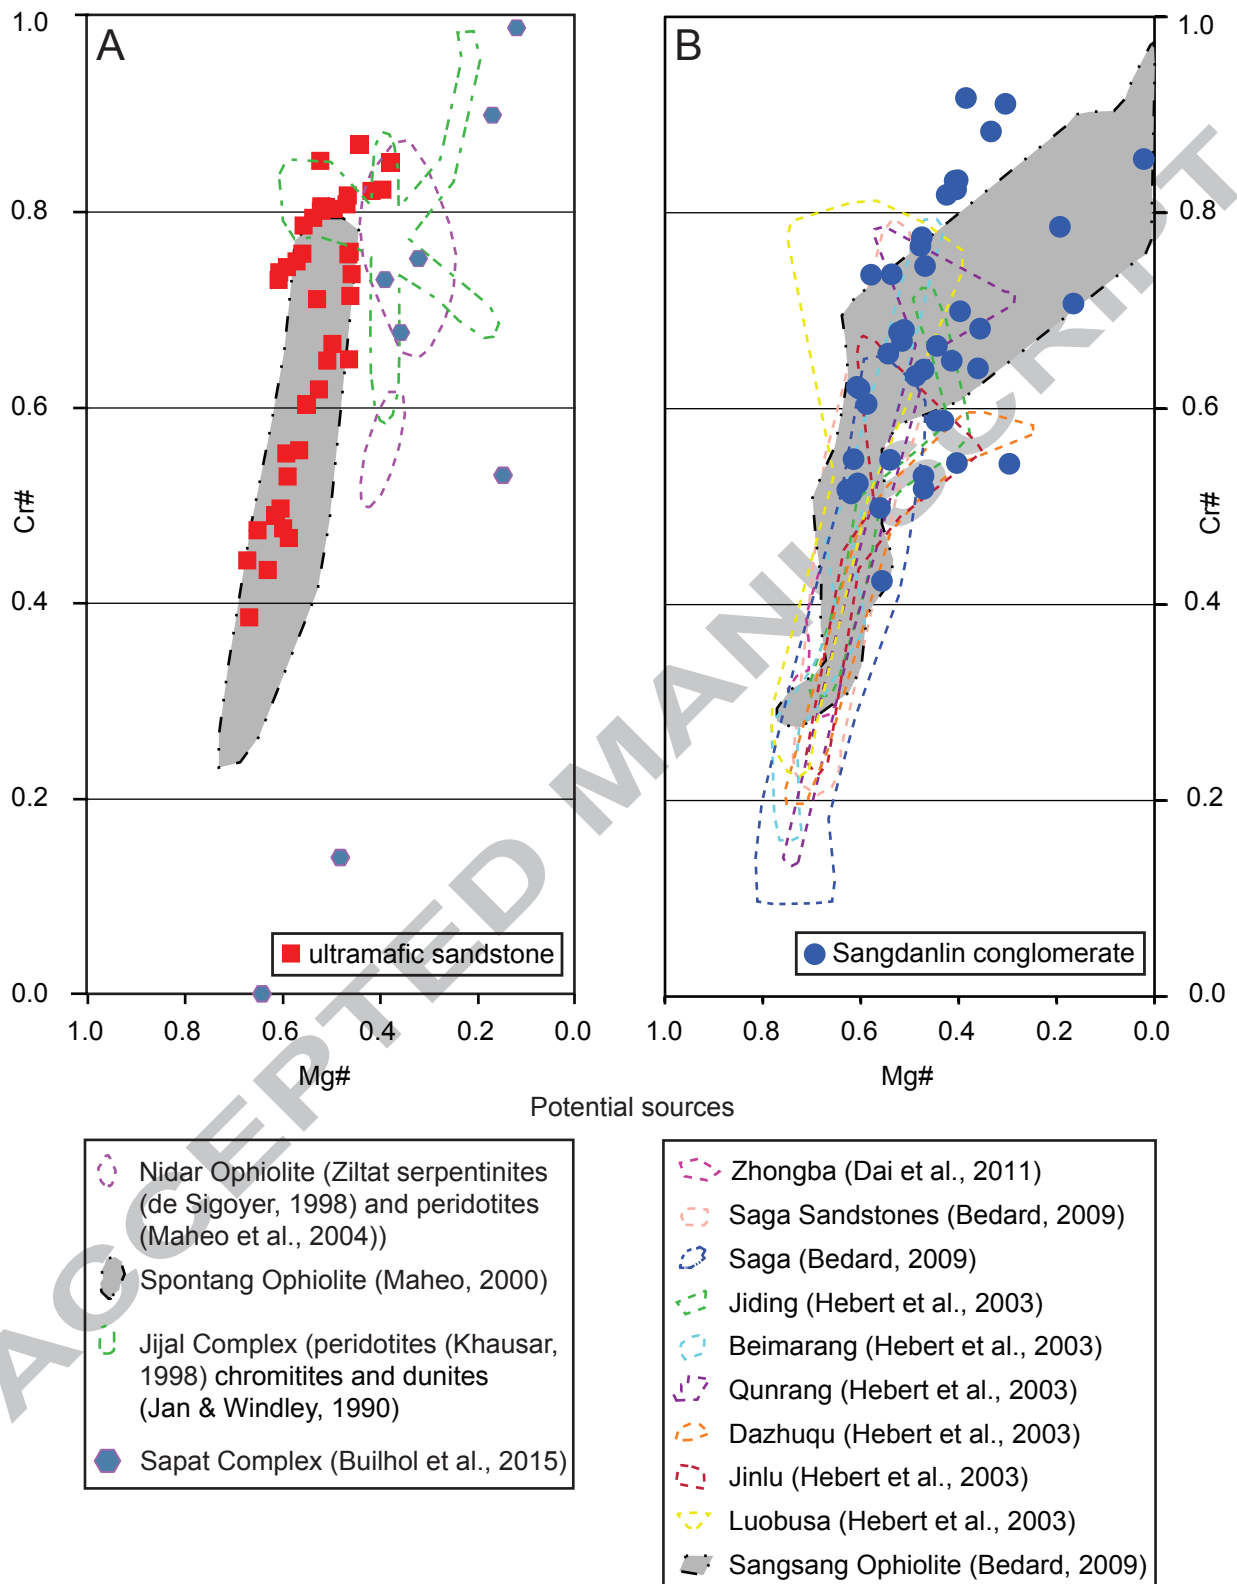 A
B
1.0
0.8
0.6
0.4
0.2
0.0
Cr#
1.0
0.8
0.6
0.4
0.2
0.0
Cr#
ultramafic sandstone
Sangdanlin conglomerate
1.0 0.8 0.6 0.4 0.2 0.0
1.0 0.8 0.6 0.4 0.2 0.0
Mg#
Mg#
Potential sources
Nidar Ophiolite (Ziltat serpentinites
(de Sigoyer, 1998) and peridotites
(Maheo et al., 2004))
Spontang Ophiolite (Maheo, 2000)
Jijal Complex (peridotites (Khausar,
1998) chromitites and dunites
(Jan & Windley, 1990)
Sapat Complex (Builhol et al., 2015)
Zhongba (Dai et al., 2011)
Saga Sandstones (Bedard, 2009)
Saga (Bedard, 2009)
Jiding (Hebert et al., 2003)
Beimarang (Hebert et al., 2003)
Qunrang (Hebert et al., 2003)
Dazhuqu (Hebert et al., 2003)
Jinlu (Hebert et al., 2003)
Luobusa (Hebert et al., 2003)
Sangsang Ophiolite (Bedard, 2009)
ACCEPTED MANUSCRIPT